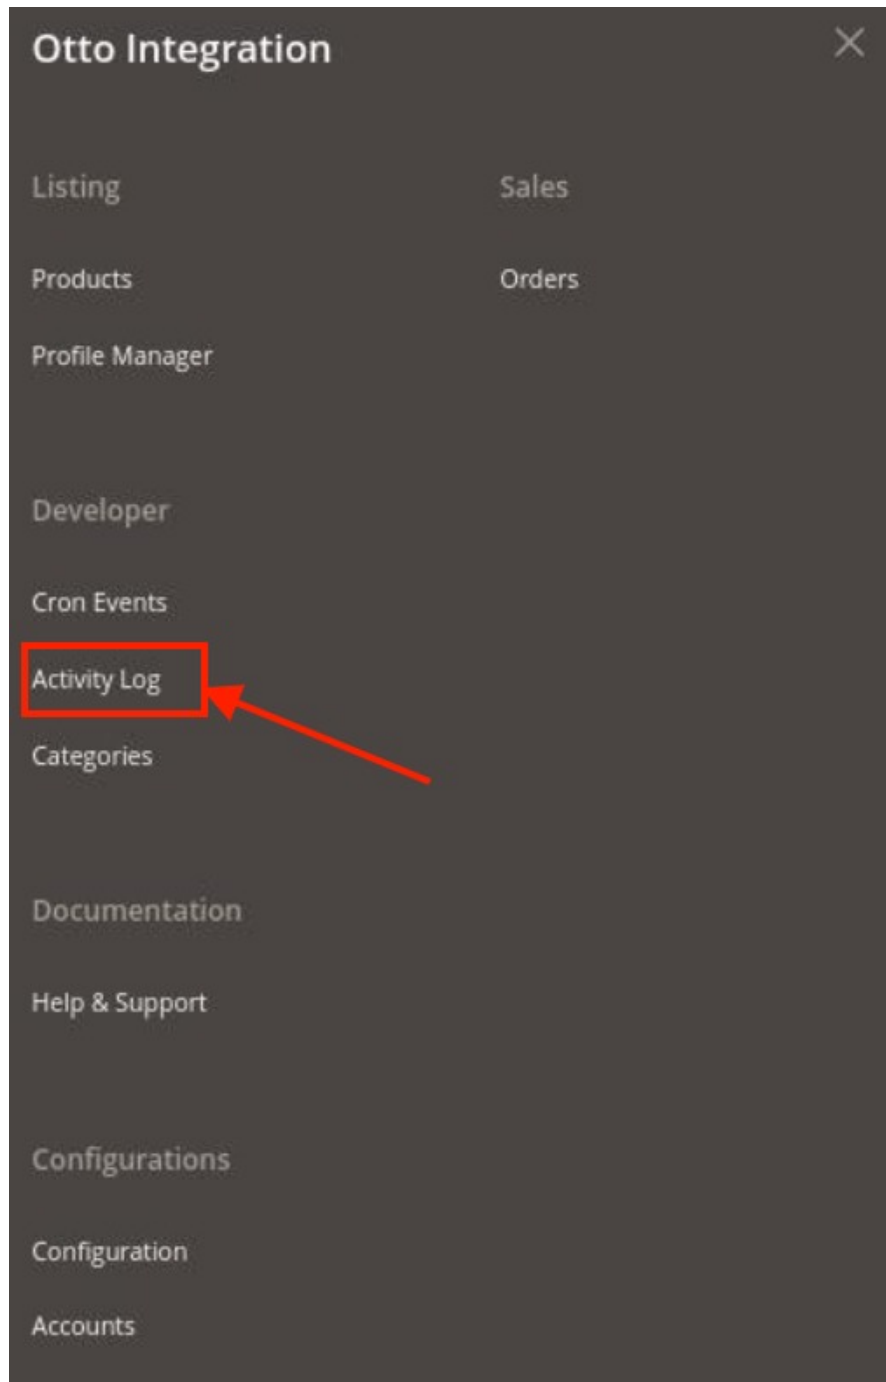 Otto Integration
Listing
Products
Profile Manager
Sales
Orders
Developer
Cron Events
Activity Log
Categories
Documentation
Help & Support
Configurations
Configuration
Accounts